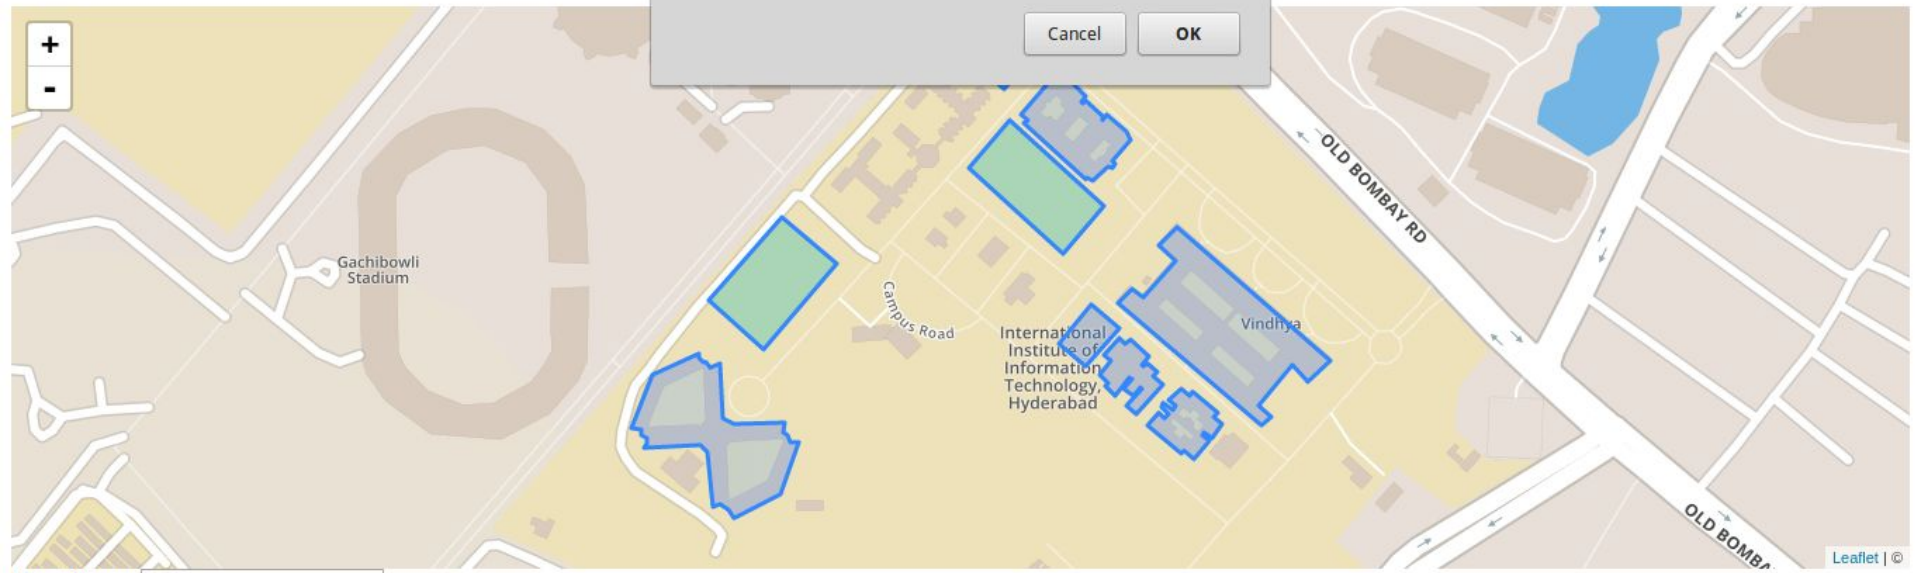 +
-
Cancel
OK
OLD BOMBAY RD
Gachibowli
Stadium
Campus Road
International
Institute of
Information
Technology,
Hyderabad
Vindhya
OLD BOMBA
Leaflet | ©